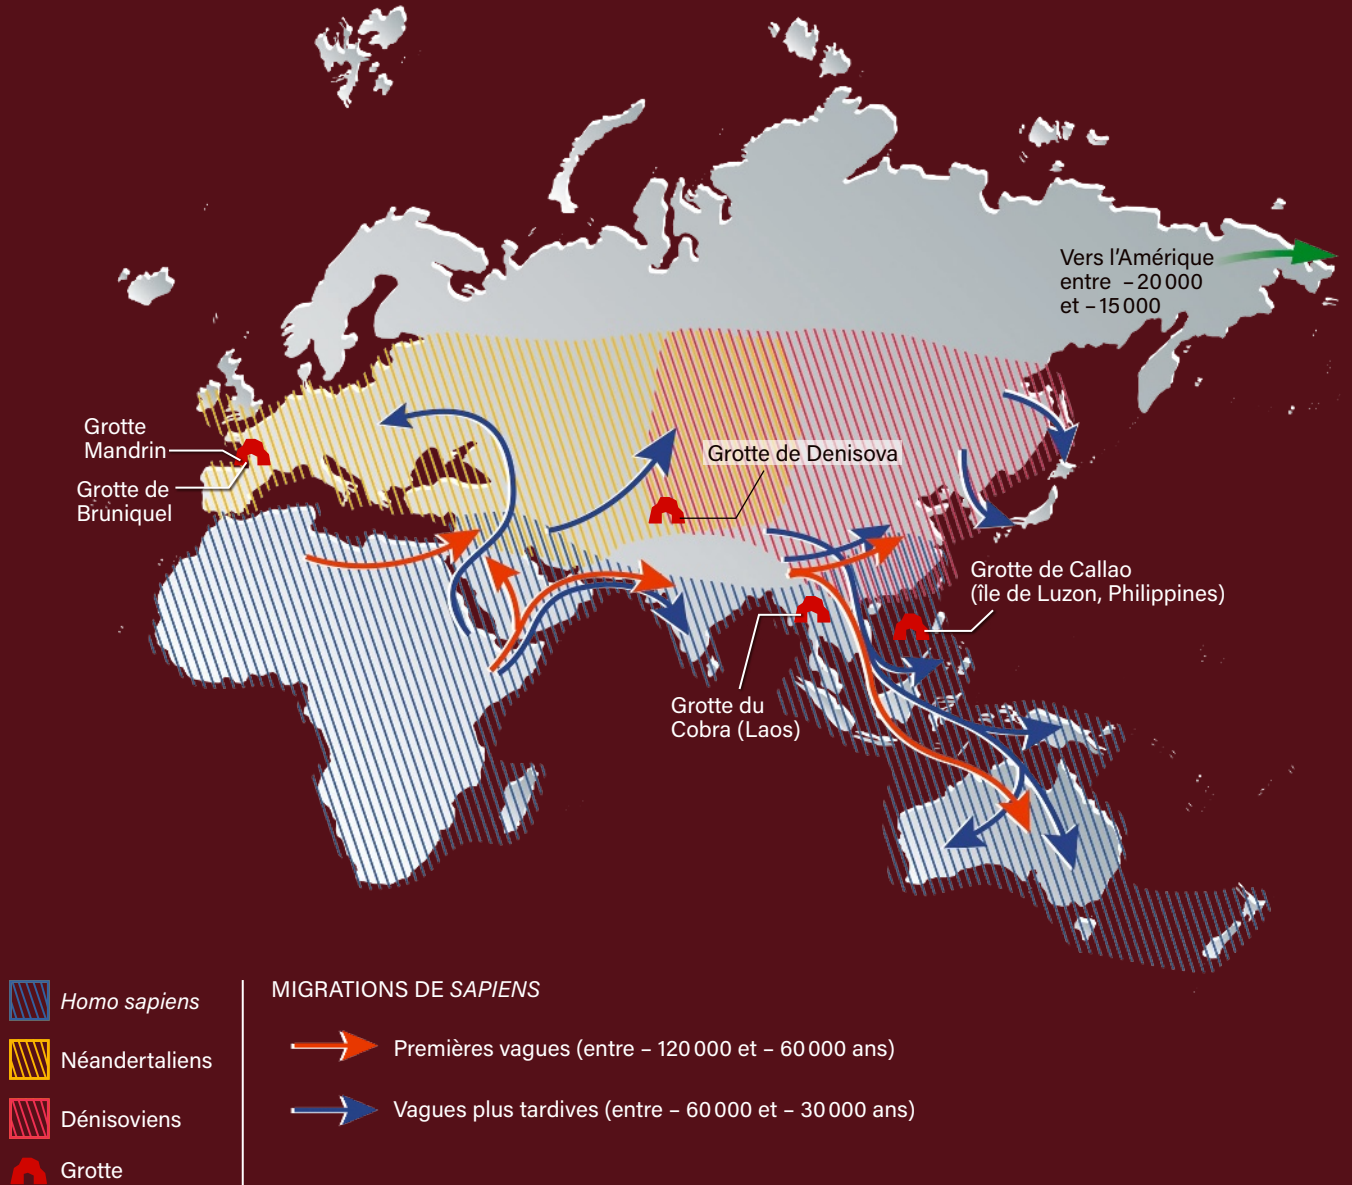 Vers l'Amérique
entre – 20 000
et – 15 000
Grotte
Mandrin
Grotte de
Bruniquel
Grotte de Denisova
Grotte de Callao
(île de Luzon, Philippines)
Grotte du
Cobra (Laos)
Homo sapiens
Néandertaliens
Dénisoviens
Grotte
MIGRATIONS DE SAPIENS
Premières vagues (entre – 120 000 et – 60 000 ans)
Vagues plus tardives (entre – 60 000 et – 30 000 ans)